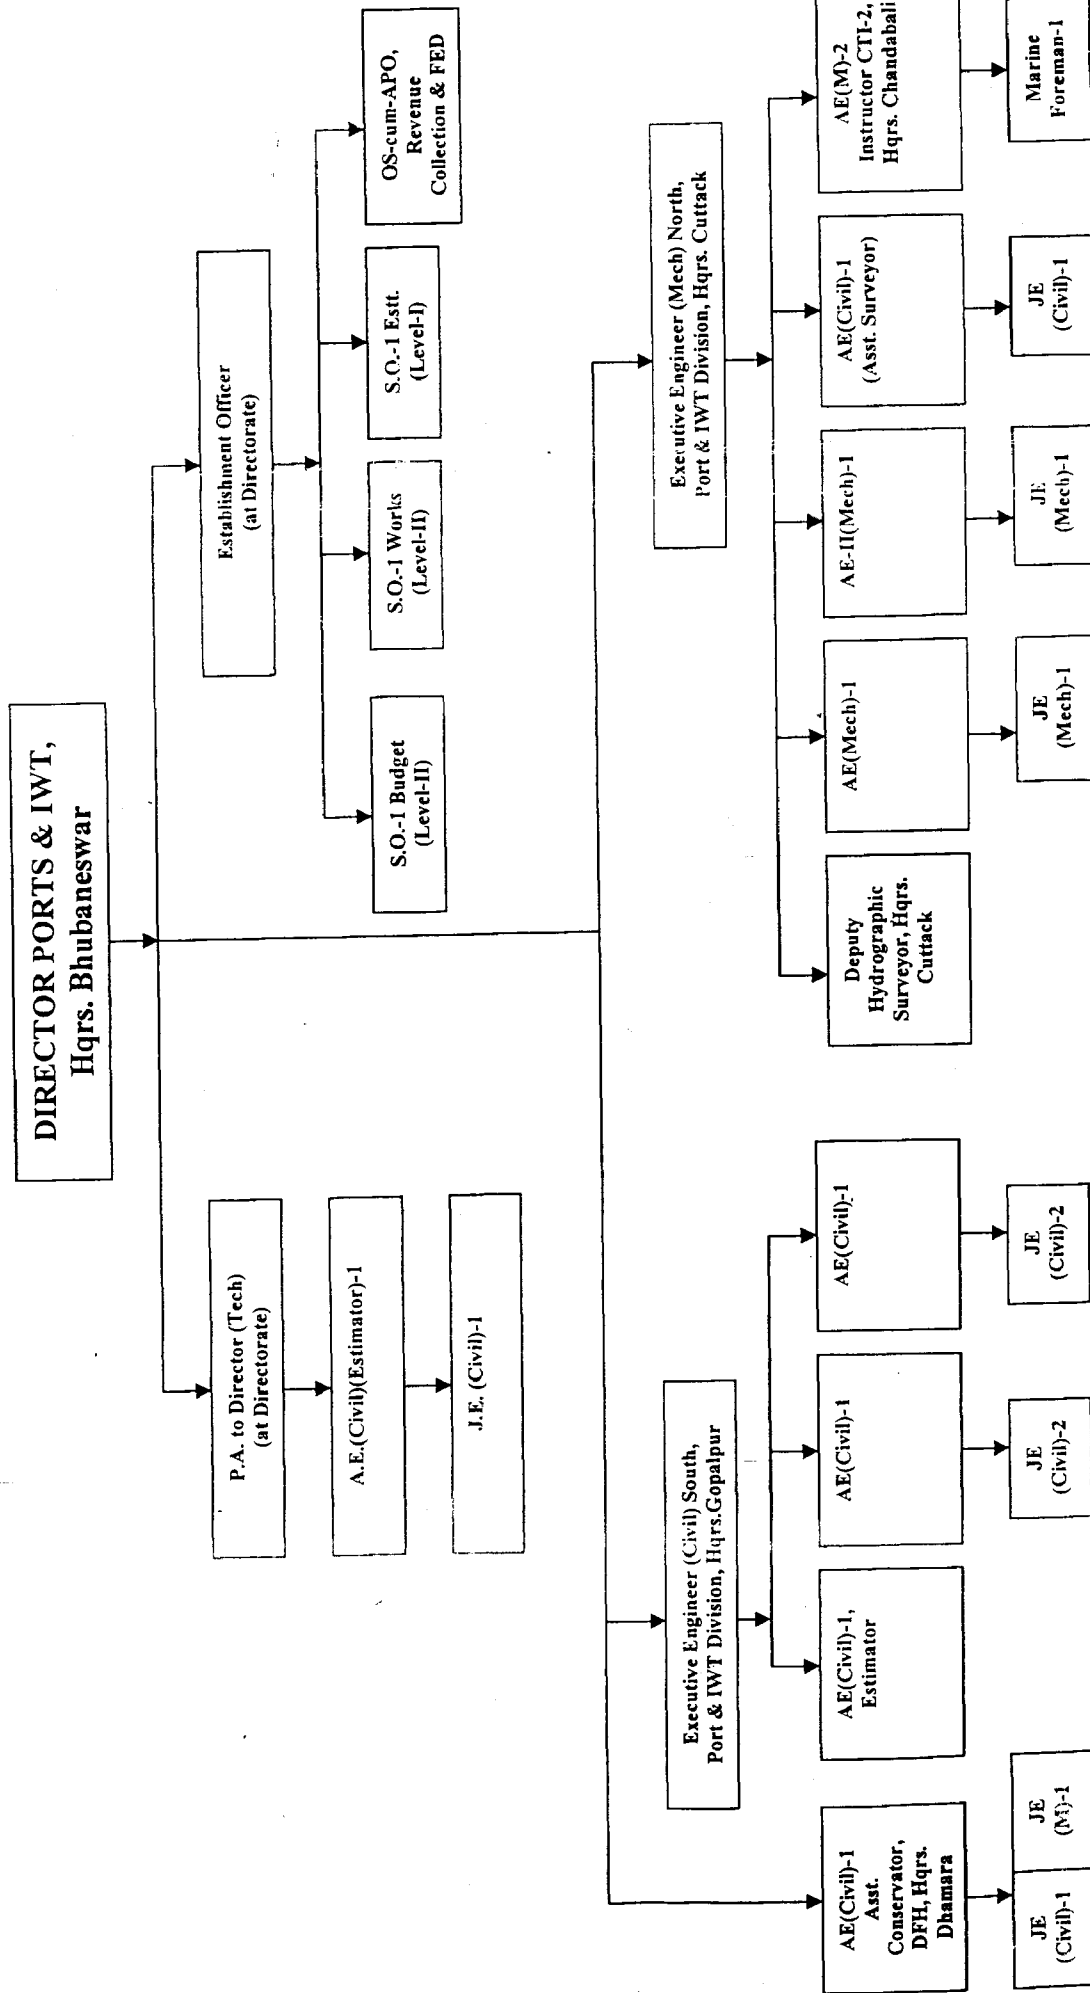 DIRECTOR PORTS & IWT,
Hqrs. Bhubaneswar
P.A. to Director (Tech)
(at Directorate)
A.E.(Civil)(Estimator)-1
J.E. (Civil)-1
Establishment Officer
(at Directorate)
S.O.-1 Budget
(Level-II)
S.O.-1 Works
(Level-II)
S.O.-1 Estt.
(Level-I)
OS-cum-APO,
Revenue
Collection & FED
Executive Engineer (Civil) South,
Port & IWT Division, Hqrs.Gopalpur
Executive Engineer (Mech) North,
Port & IWT Division, Hqrs. Cuttack
AE(Civil)-1
Asst.
Conservator,
DFH, Hqrs.
Dhamara
AE(Civil)-1,
Estimator
AE(Civil)-1
AE(Civil)-1
Deputy
Hydrographic
Surveyor, Hqrs.
Cuttack
AE(Mech)-1
AE-II(Mech)-1
AE(Civil)-1
(Asst. Surveyor)
AE(M)-2
Instructor CTI-2,
Hqrs. Chandabali
JE
(Civil)-1
JE
(M)-1
JE
(Civil)-2
JE
(Civil)-2
JE
(Mech)-1
JE
(Mech)-1
JE
(Civil)-1
Marine
Foreman-1